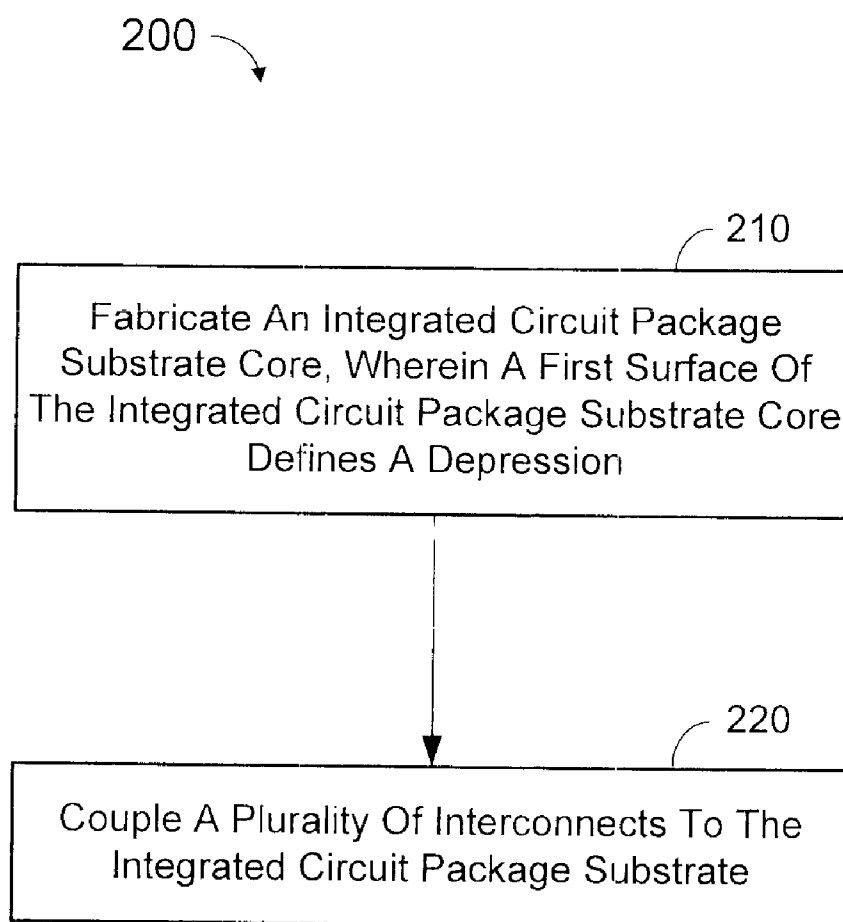 200
210
Fabricate An Integrated Circuit Package
Substrate Core, Wherein A First Surface Of
The Integrated Circuit Package Substrate Core
Defines A Depression
220
Couple A Plurality Of Interconnects To The
Integrated Circuit Package Substrate